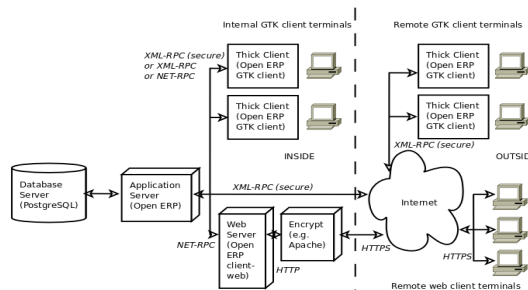 Internal GTK client terminals
Remote GTK client terminals
XML-RPC (secure)
or XML-RPC
or NET-RPC
Thick Client
(Open ERP
GTK client)
Thick Client
(Open ERP
GTK client)
Thick Client
(Open ERP
GTK client)
Thick Client
(Open ERP
GTK client)
XML-RPC (secure)
INSIDE
OUTSID
Database
Server
(PostgreSQL)
Application
Server
(Open ERP)
XML-RPC (secure)
Internet
NET-RPC
Web
Server
(Open
ERP
client-
web)
HTTP
Encrypt
(e.g.
Apache)
HTTPS
HTTPS
Remote web client terminals